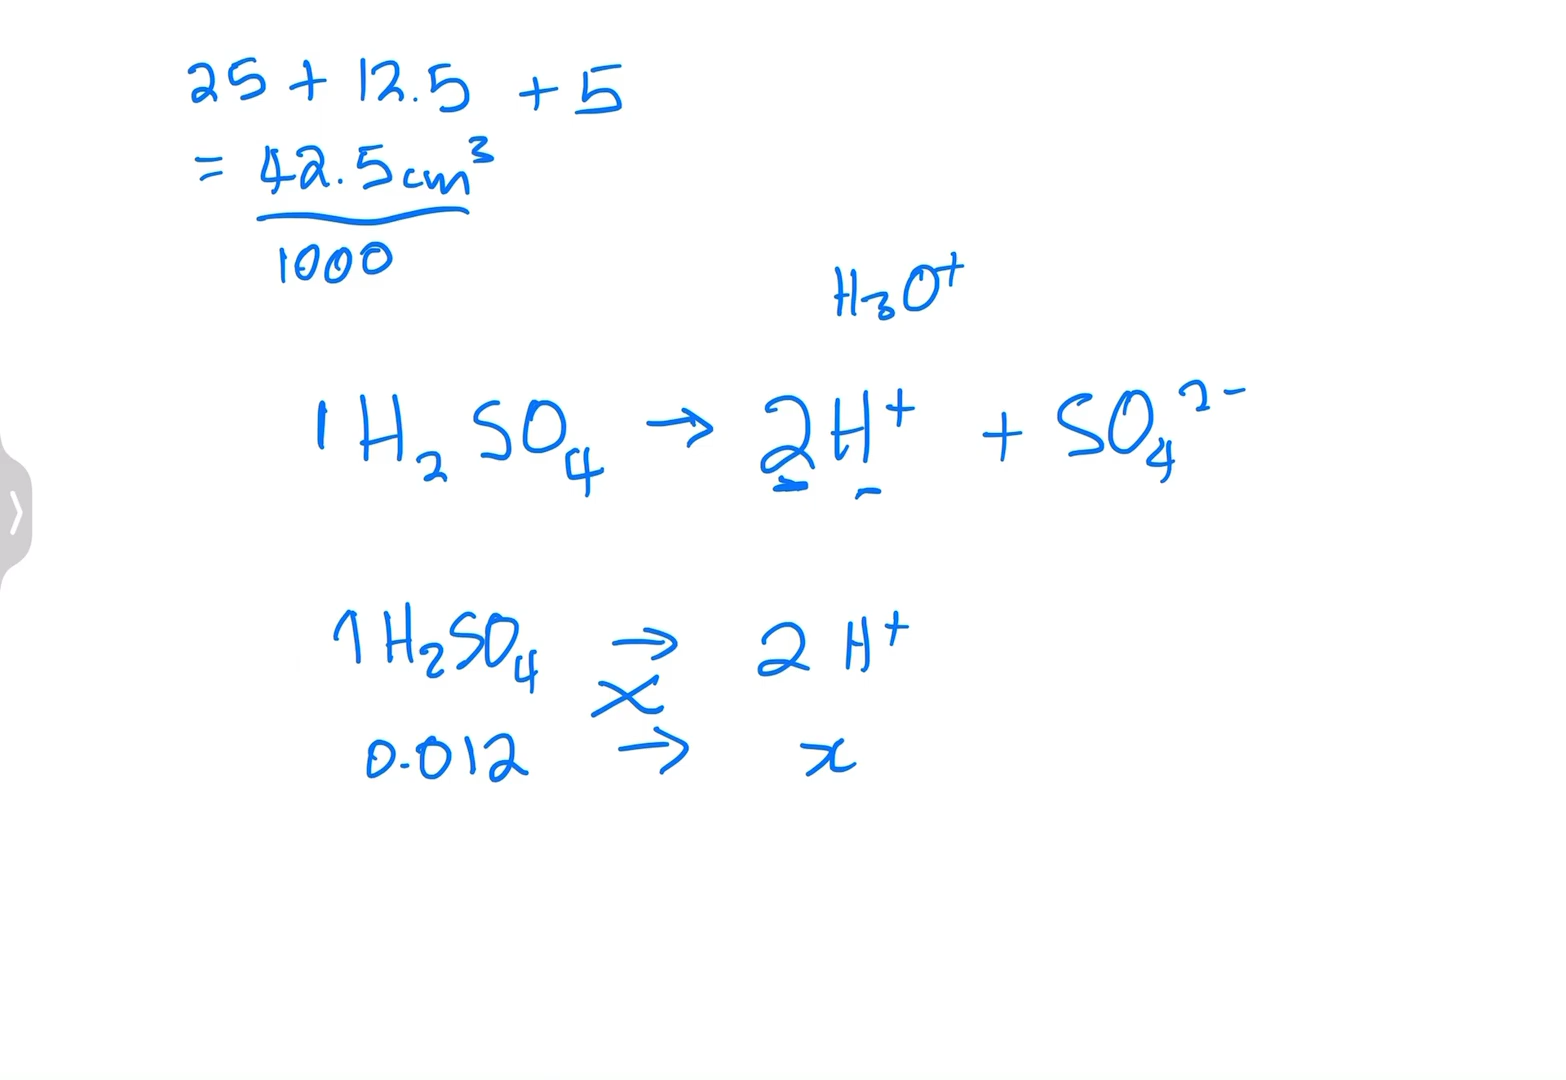 25 + 12.5 + 5
= 42.5 cm³
1000
H₃O⁺
1 H₂SO₄ → 2H⁺ + SO₄²⁻
1 H₂SO₄ → 2 H⁺
x
0.012 → x